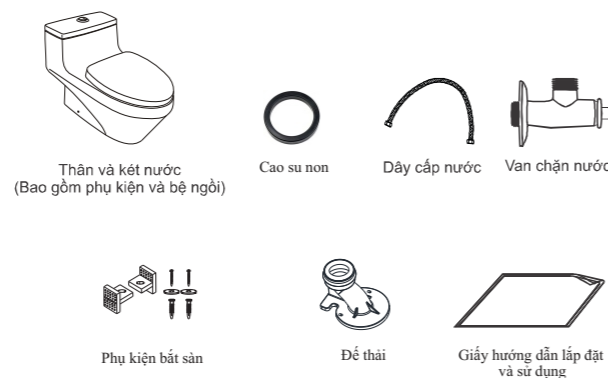 Thân và két nước
(Bao gồm phụ kiện và bệ ngồi)
Cao su non
Dây cấp nước
Van chặn nước
Phụ kiện bắt sàn
Đế thải
Giấy hướng dẫn lắp đặt
và sử dụng